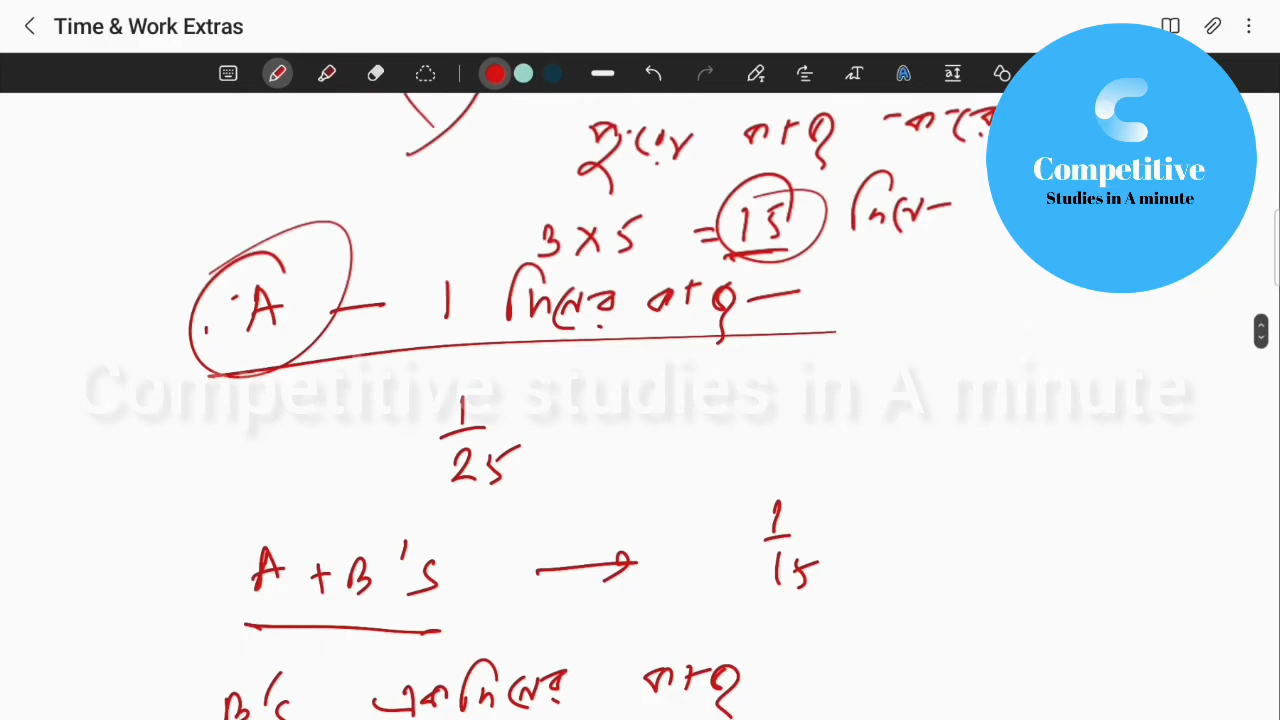 Time & Work Extras
Competitive
Studies in A minute
3 × 5 = 15 দিনে
A — 1 দিনের কাজ —
Competitive studies in A minute
1/25
A + B's → 1/15
B's একদিনের কাজ